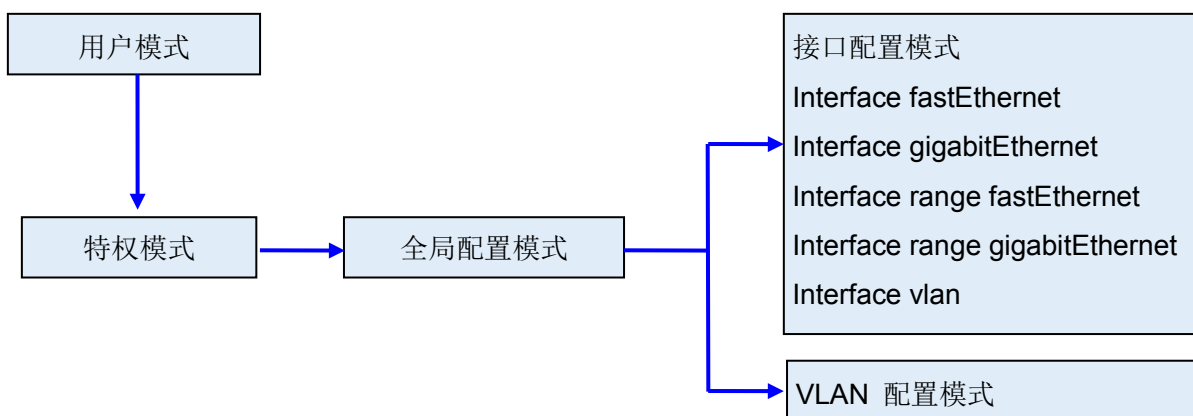 用户模式
特权模式
全局配置模式
接口配置模式
Interface fastEthernet
Interface gigabitEthernet
Interface range fastEthernet
Interface range gigabitEthernet
Interface vlan
VLAN 配置模式